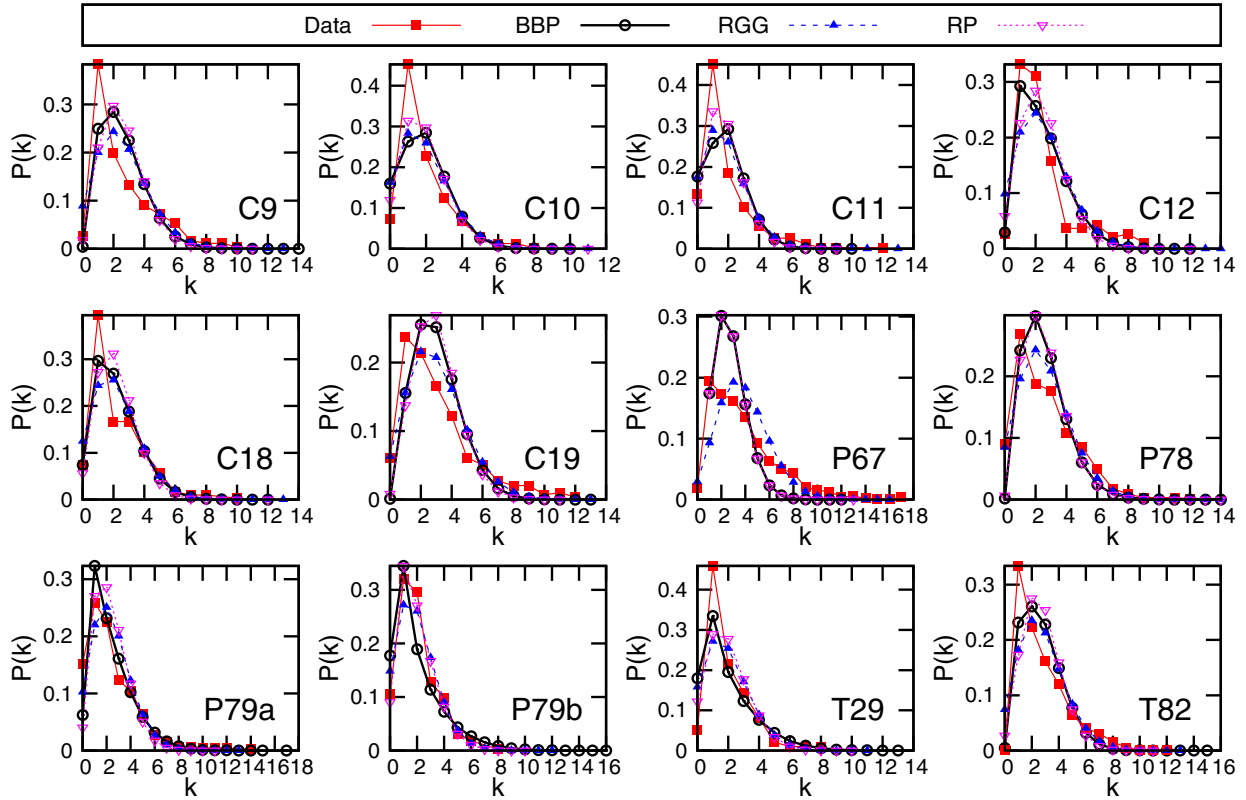 Data BBP RGG RP
P(k) 0 0.1 0.2 0.3 0 2 4 6 8 10 12 14 k C9
P(k) 0 0.1 0.2 0.3 0.4 0 2 4 6 8 10 12 k C10
P(k) 0 0.1 0.2 0.3 0.4 0 2 4 6 8 10 12 14 k C11
P(k) 0 0.1 0.2 0.3 0 2 4 6 8 10 12 14 k C12
P(k) 0 0.1 0.2 0.3 0 2 4 6 8 10 12 14 k C18
P(k) 0 0.1 0.2 0 2 4 6 8 10 12 14 k C19
P(k) 0 0.1 0.2 0.3 0 2 4 6 8 10 12 14 16 18 k P67
P(k) 0 0.1 0.2 0 2 4 6 8 10 12 14 k P78
P(k) 0 0.1 0.2 0.3 0 2 4 6 8 10 12 14 16 18 k P79a
P(k) 0 0.1 0.2 0.3 0 2 4 6 8 10 12 14 16 k P79b
P(k) 0 0.1 0.2 0.3 0.4 0 2 4 6 8 10 12 14 k T29
P(k) 0 0.1 0.2 0.3 0 2 4 6 8 10 12 14 16 k T82